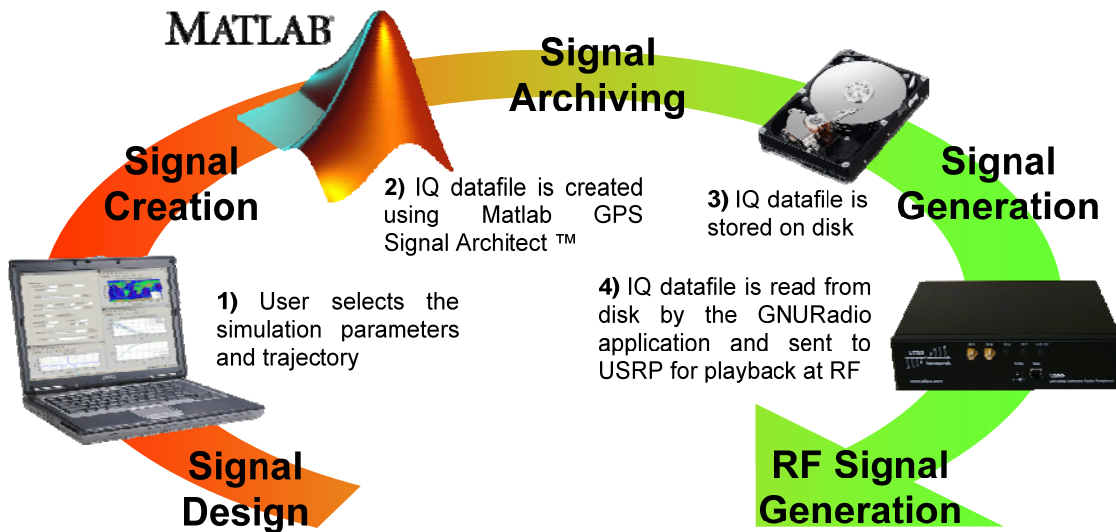 MATLAB®
Signal
Archiving
Signal
Creation
Signal
Generation
2) IQ datafile is created
using Matlab GPS
Signal Architect ™
3) IQ datafile is
stored on disk
1) User selects the
simulation parameters
and trajectory
4) IQ datafile is read from
disk by the GNURadio
application and sent to
USRP for playback at RF
Signal
Design
RF Signal
Generation